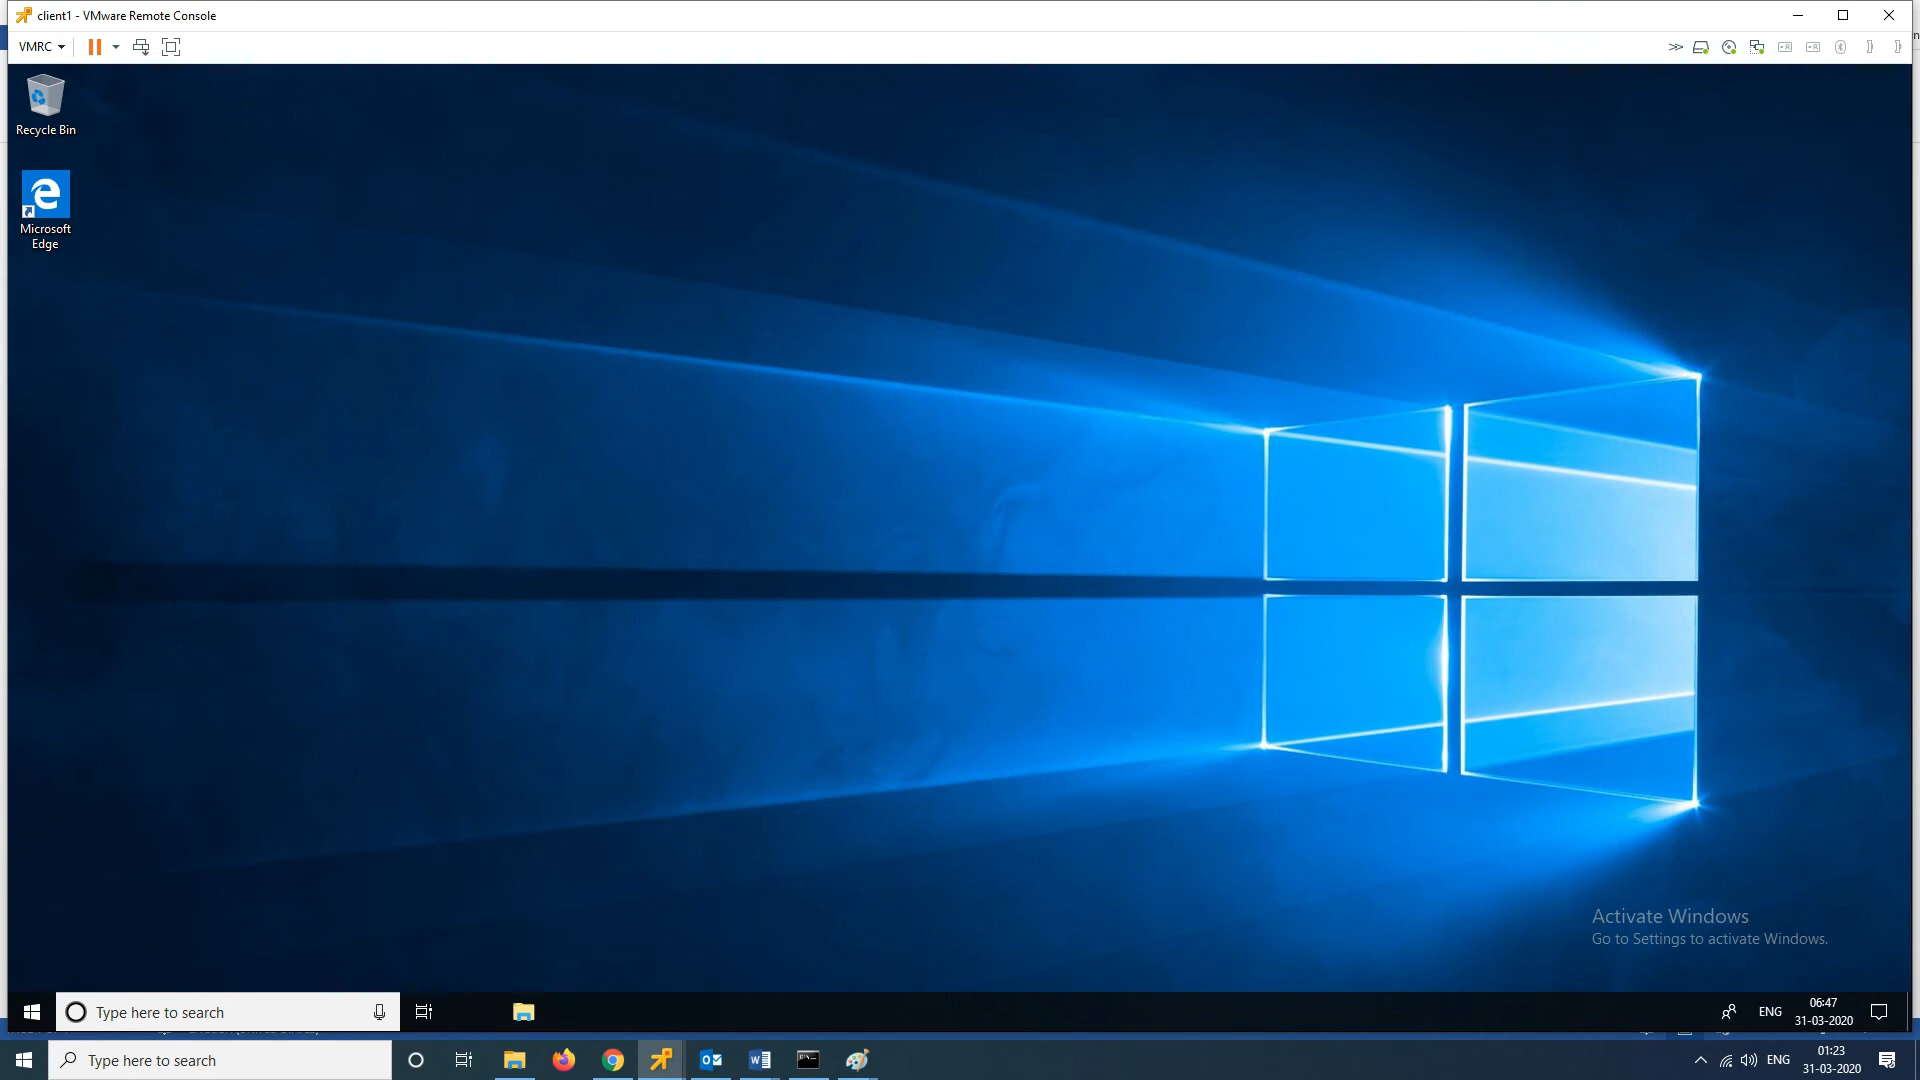 client1 - VMware Remote Console
VMRC
Recycle Bin
Microsoft
Edge
Activate Windows
Go to Settings to activate Windows.
Type here to search
ENG
06:47
31-03-2020
Type here to search
ENG
01:23
31-03-2020